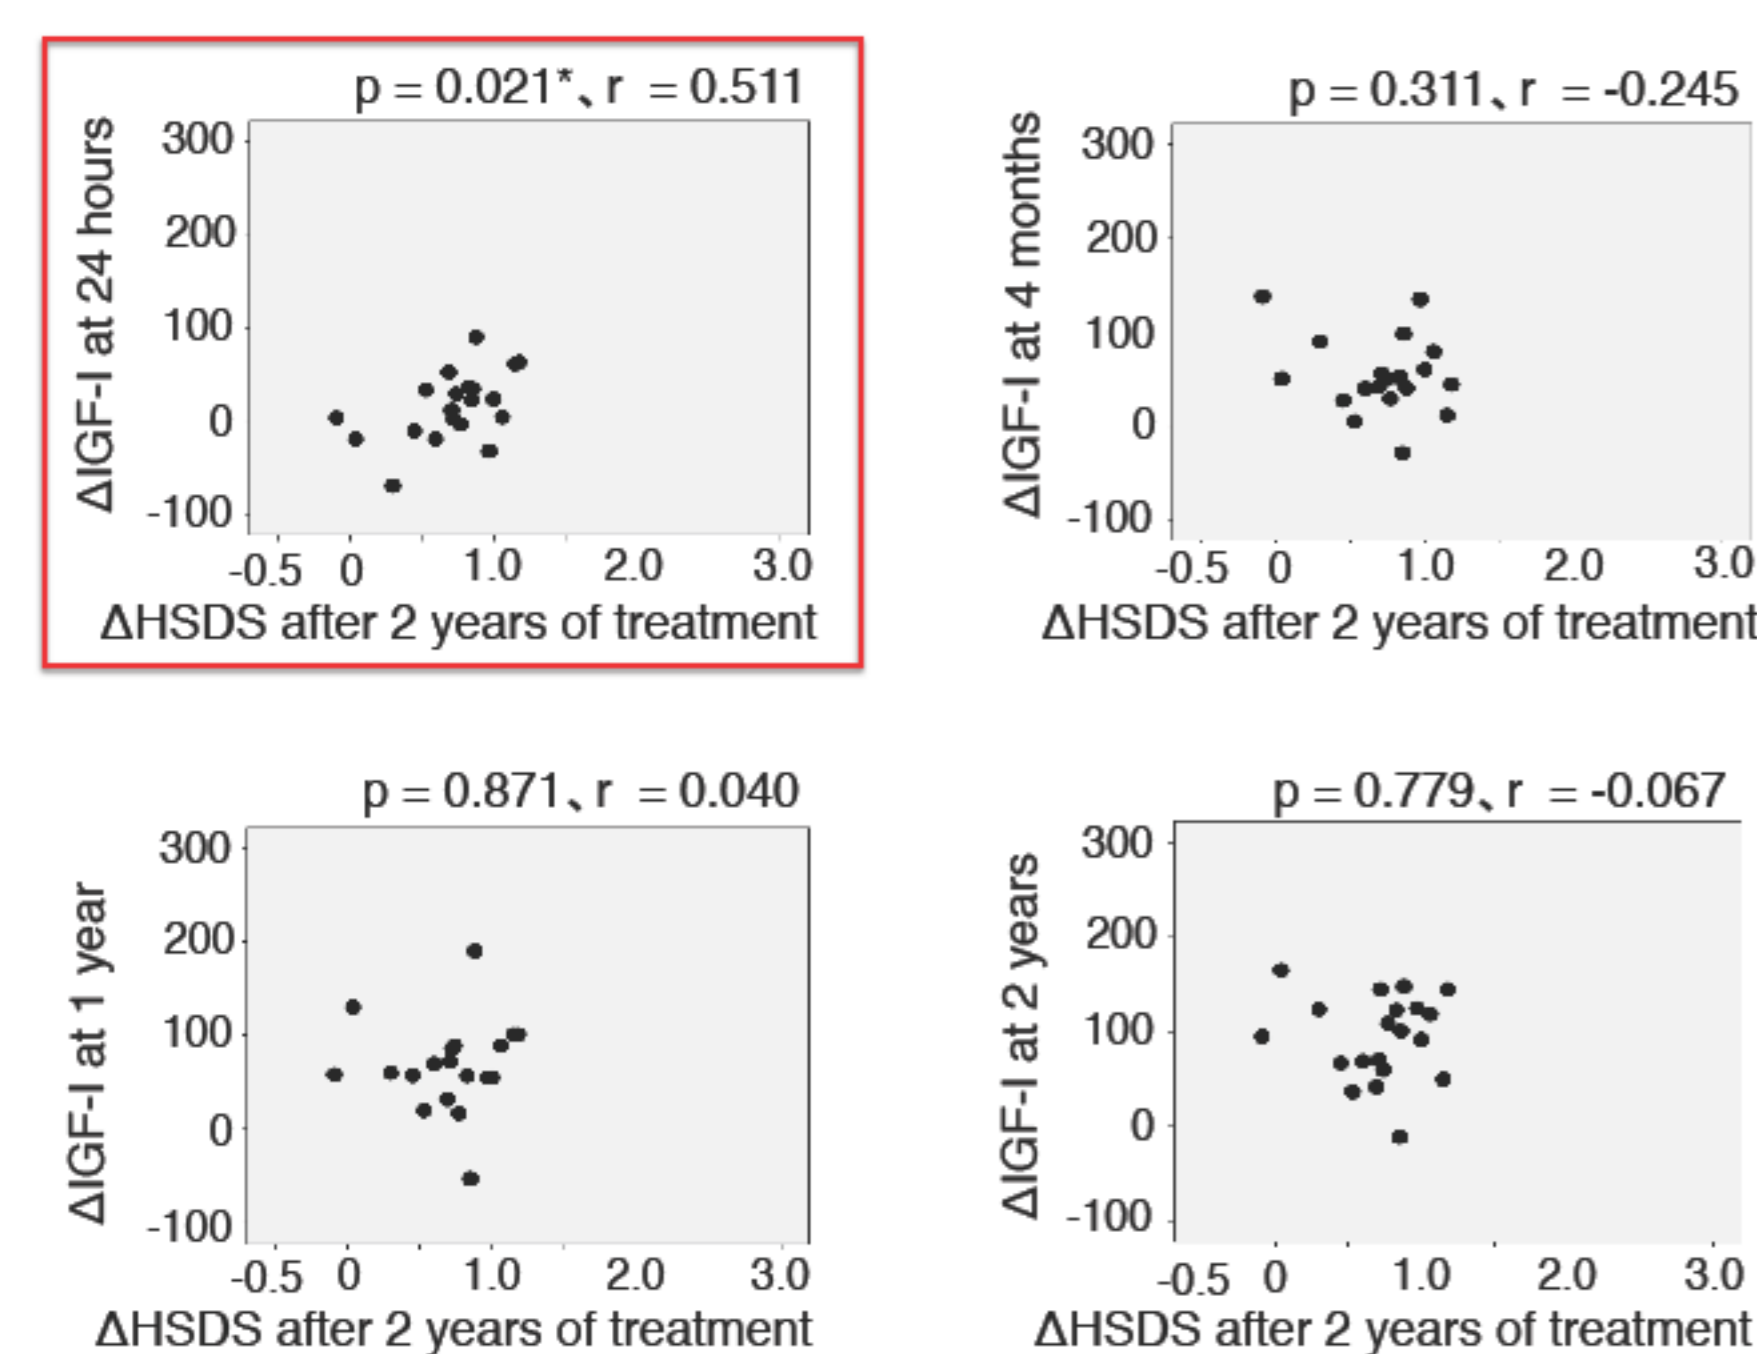 p = 0.021*、r = 0.511
ΔIGF-I at 24 hours
300
200
100
0
-100
-0.5 0 1.0 2.0 3.0
ΔHSDS after 2 years of treatment
p = 0.311、r = -0.245
ΔIGF-I at 4 months
300
200
100
0
-100
-0.5 0 1.0 2.0 3.0
ΔHSDS after 2 years of treatment
p = 0.871、r = 0.040
ΔIGF-I at 1 year
300
200
100
0
-100
-0.5 0 1.0 2.0 3.0
ΔHSDS after 2 years of treatment
p = 0.779、r = -0.067
ΔIGF-I at 2 years
300
200
100
0
-100
-0.5 0 1.0 2.0 3.0
ΔHSDS after 2 years of treatment